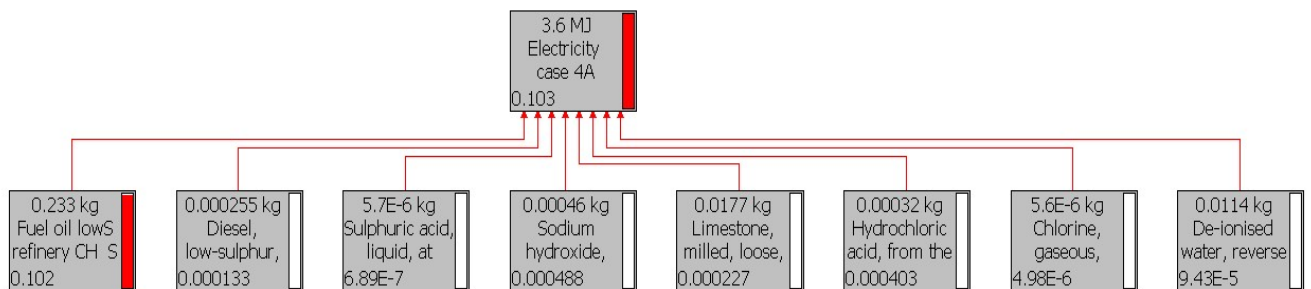 3.6 MJ
Electricity
case 4A
0.103
0.233 kg
Fuel oil lowS
refinery CH S
0.102
0.000255 kg
Diesel,
low-sulphur,
0.000133
5.7E-6 kg
Sulphuric acid,
liquid, at
6.89E-7
0.00046 kg
Sodium
hydroxide,
0.000488
0.0177 kg
Limestone,
milled, loose,
0.000227
0.00032 kg
Hydrochloric
acid, from the
0.000403
5.6E-6 kg
Chlorine,
gaseous,
4.98E-6
0.0114 kg
De-ionised
water, reverse
9.43E-5